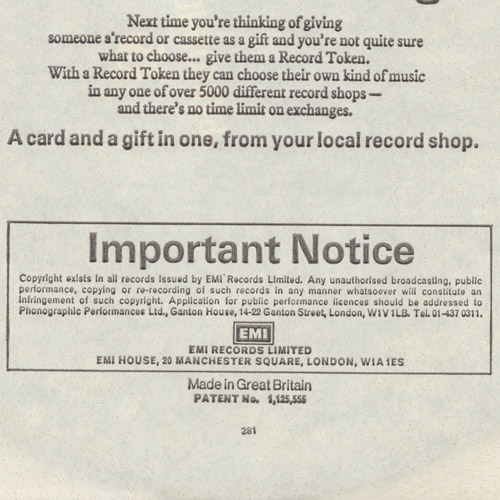 Next time you're thinking of giving
someone a record or cassette as a gift and you're not quite sure
what to choose... give them a Record Token.
With a Record Token they can choose their own kind of music
in any one of over 5000 different record shops —
and there's no time limit on exchanges.
A card and a gift in one, from your local record shop.
Important Notice
Copyright exists in all records issued by EMI Records Limited. Any unauthorised broadcasting, public
performance, copying or re-recording of such records in any manner whatsoever will constitute an
infringement of such copyright. Application for public performance licences should be addressed to
Phonographic Performances Ltd., Ganton House, 14-22 Ganton Street, London, W1V 1LB. Tel. 01-437 0311.
EMI
EMI RECORDS LIMITED
EMI HOUSE, 20 MANCHESTER SQUARE, LONDON, W1A 1ES
Made in Great Britain
PATENT No. 1,125,555
281